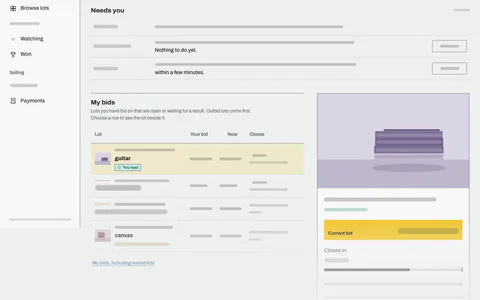 Browse lots
Needs you
Watching
Nothing to do yet.
Won
Selling
within a few minutes.
Payments
My bids
Lots you have bid on that are open or waiting for a result. Guitbid lots come first.
Choose a row to see the lot beside it.
Lot Your bid Now Closes
guitar
You lead
canvas
Current bid
Closes in
My bids, including ended lots